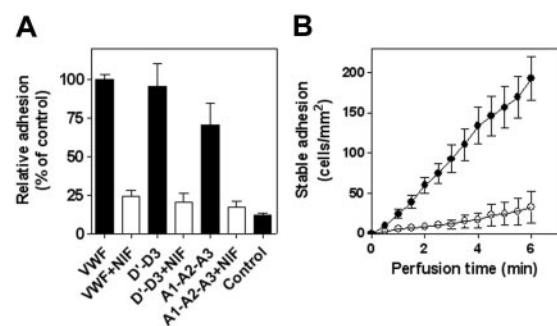 A
Relative adhesion
(% of control)
100
75
50
25
0
VWF
VWF+NIF
D'-D3
D'-D3+NIF
A1-A2-A3
A1-A2-A3+NIF
Control
B
Stable adhesion
(cells/mm²)
200
150
100
50
0
0
2
4
6
Perfusion time (min)